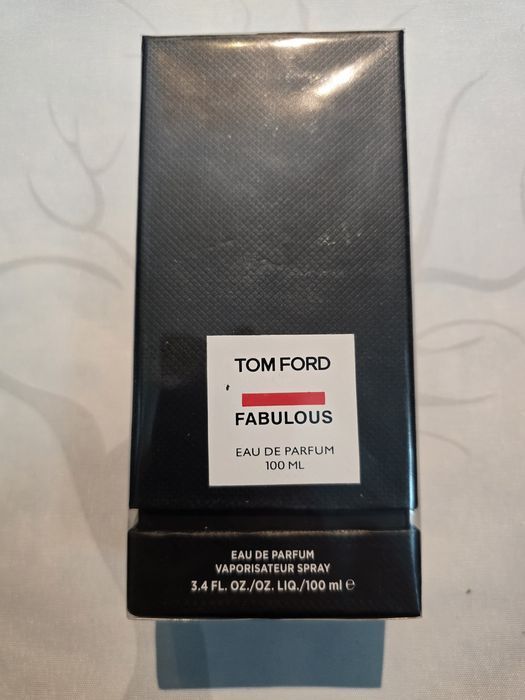 TOM FORD
FABULOUS
EAU DE PARFUM
100 ML
EAU DE PARFUM
VAPORISATEUR SPRAY
3.4 FL. OZ./OZ. LIQ./100 ml ℮